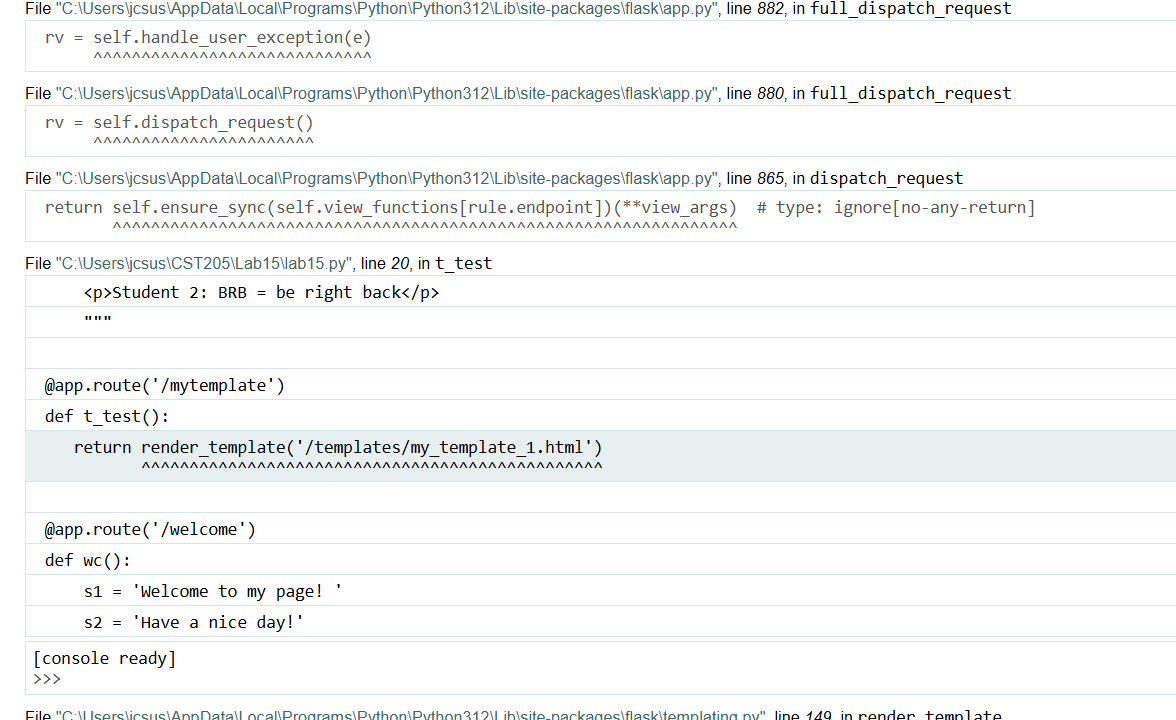 File "C:\Users\jcsus\AppData\Local\Programs\Python\Python312\Lib\site-packages\flask\app.py", line 882, in full_dispatch_request
rv = self.handle_user_exception(e)
^^^^^^^^^^^^^^^^^^^^^^^^^^^^^
File "C:\Users\jcsus\AppData\Local\Programs\Python\Python312\Lib\site-packages\flask\app.py", line 880, in full_dispatch_request
rv = self.dispatch_request()
^^^^^^^^^^^^^^^^^^^^^^^
File "C:\Users\jcsus\AppData\Local\Programs\Python\Python312\Lib\site-packages\flask\app.py", line 865, in dispatch_request
return self.ensure_sync(self.view_functions[rule.endpoint])(**view_args)  # type: ignore[no-any-return]
^^^^^^^^^^^^^^^^^^^^^^^^^^^^^^^^^^^^^^^^^^^^^^^^^^^^^^^^^^^^^^^^^
File "C:\Users\jcsus\CST205\Lab15\lab15.py", line 20, in t_test
<p>Student 2: BRB = be right back</p>
"""
@app.route('/mytemplate')
def t_test():
return render_template('/templates/my_template_1.html')
^^^^^^^^^^^^^^^^^^^^^^^^^^^^^^^^^^^^^^^^^^^^^^^^
@app.route('/welcome')
def wc():
s1 = 'Welcome to my page! '
s2 = 'Have a nice day!'
[console ready]
>>>
File "C:\Users\jcsus\AppData\Local\Programs\Python\Python312\Lib\site-packages\flask\templating.py", line 149, in render_template